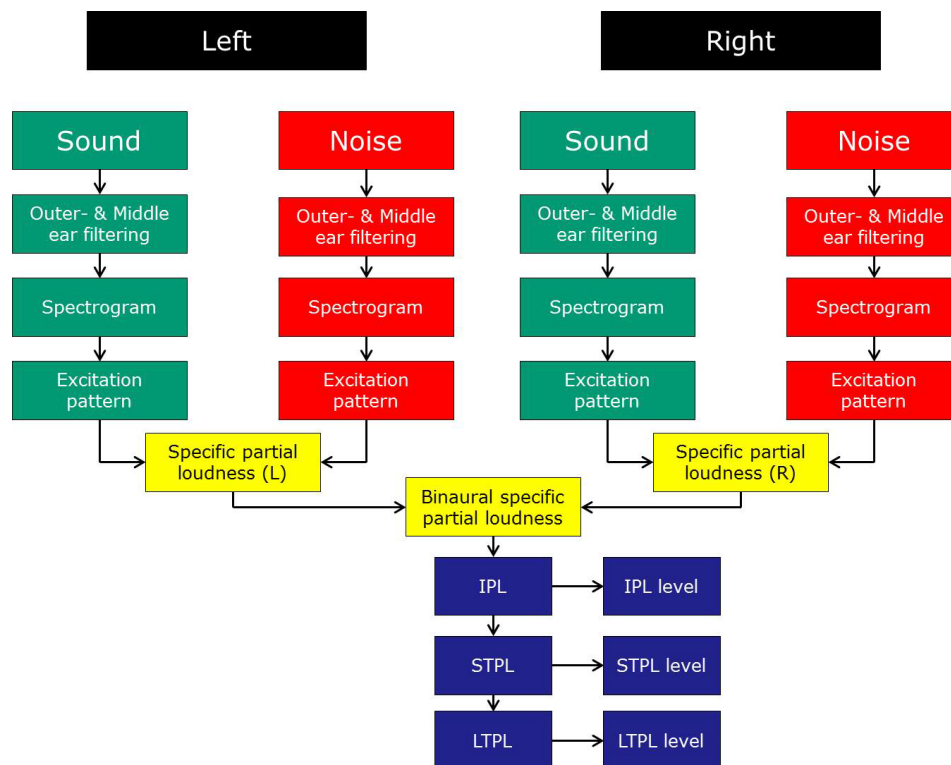 Left
Right
Sound
Noise
Sound
Noise
Outer- & Middle
ear filtering
Outer- & Middle
ear filtering
Outer- & Middle
ear filtering
Outer- & Middle
ear filtering
Spectrogram
Spectrogram
Spectrogram
Spectrogram
Excitation
pattern
Excitation
pattern
Excitation
pattern
Excitation
pattern
Specific partial
loudness (L)
Specific partial
loudness (R)
Binaural specific
partial loudness
IPL
IPL level
STPL
STPL level
LTPL
LTPL level